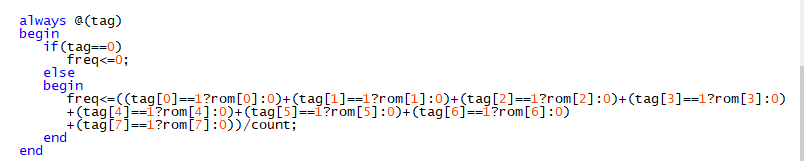 always @(tag)
begin
if(tag==0)
freq<=0;
else
begin
freq<=((tag[0]==1?rom[0]:0)+(tag[1]==1?rom[1]:0)+(tag[2]==1?rom[2]:0)+(tag[3]==1?rom[3]:0)
+(tag[4]==1?rom[4]:0)+(tag[5]==1?rom[5]:0)+(tag[6]==1?rom[6]:0)
+(tag[7]==1?rom[7]:0))/count;
end
end